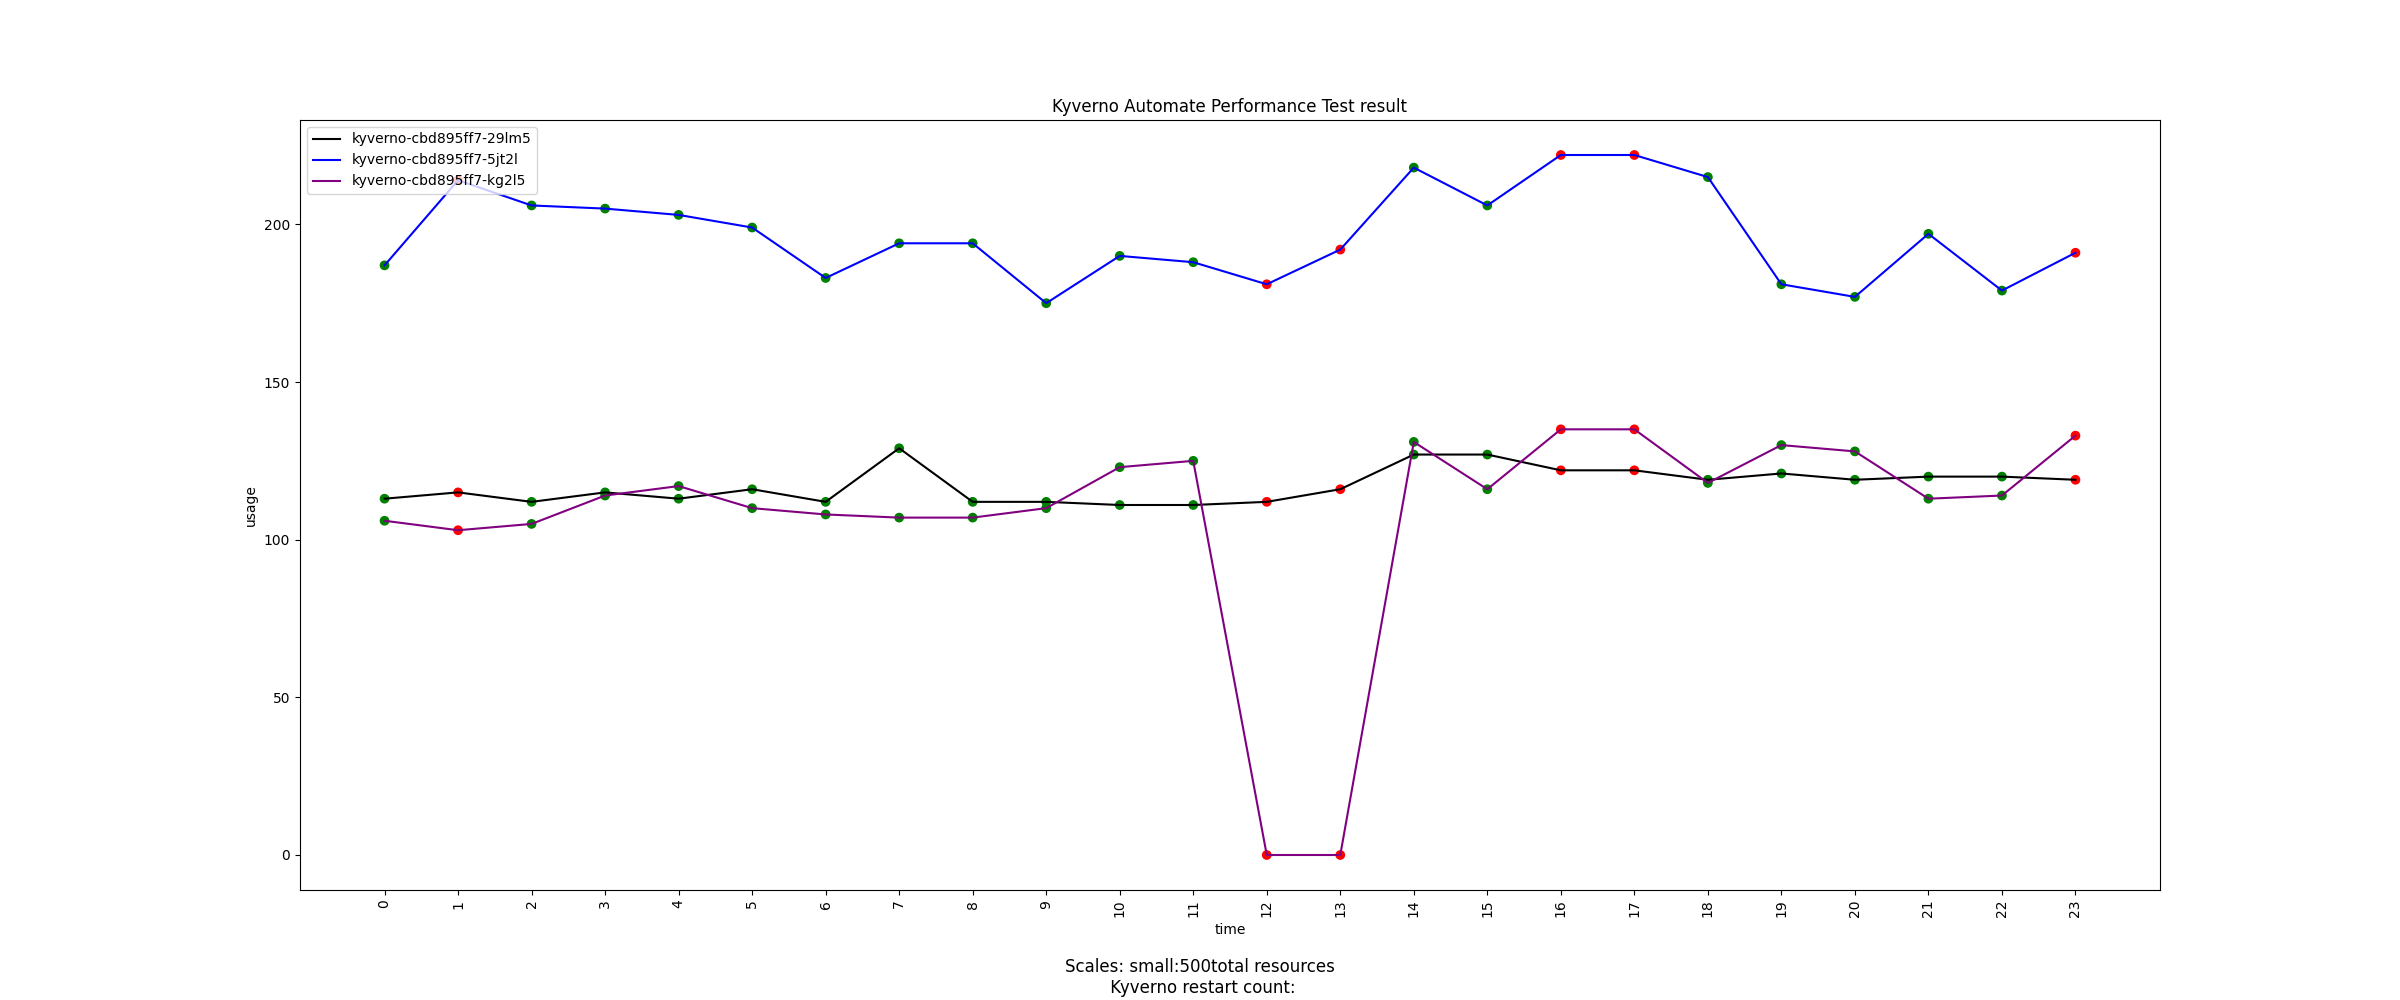 Kyverno Automate Performance Test result
kyverno-cbd895ff7-29lm5
kyverno-cbd895ff7-5jt2l
kyverno-cbd895ff7-kg2l5
200
150
100
50
0
usage
0 1 2 3 4 5 6 7 8 9 10 11 12 13 14 15 16 17 18 19 20 21 22 23
time
Scales: small:500total resources
Kyverno restart count: